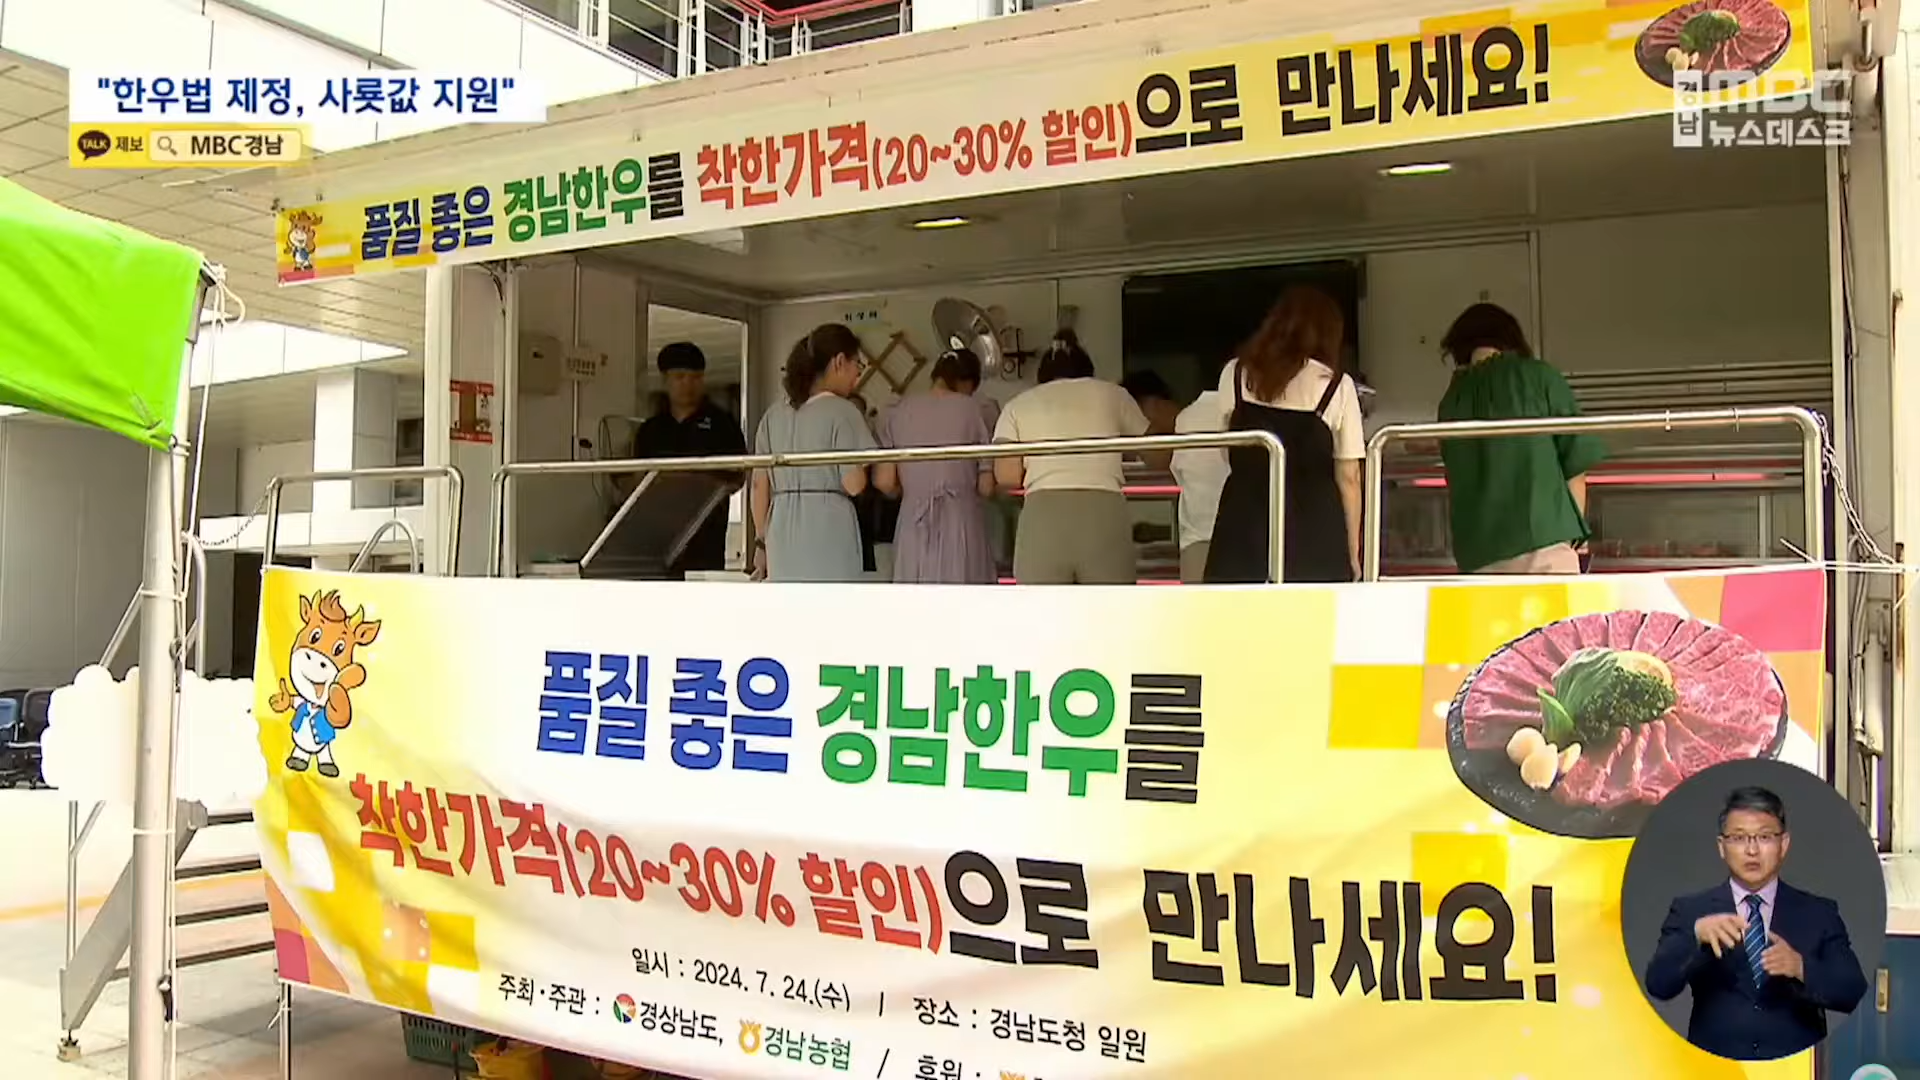 "한우법 제정, 사룟값 지원"
TALK 제보 MBC경남
경남 MBC
뉴스데스크
품질 좋은 경남한우를 착한가격(20~30% 할인)으로 만나세요!
품질 좋은 경남한우를
착한가격(20~30% 할인)으로 만나세요!
일시 : 2024. 7. 24.(수) | 장소 : 경남도청 일원
주최·주관 : 경상남도, 경남농협 / 후원 :